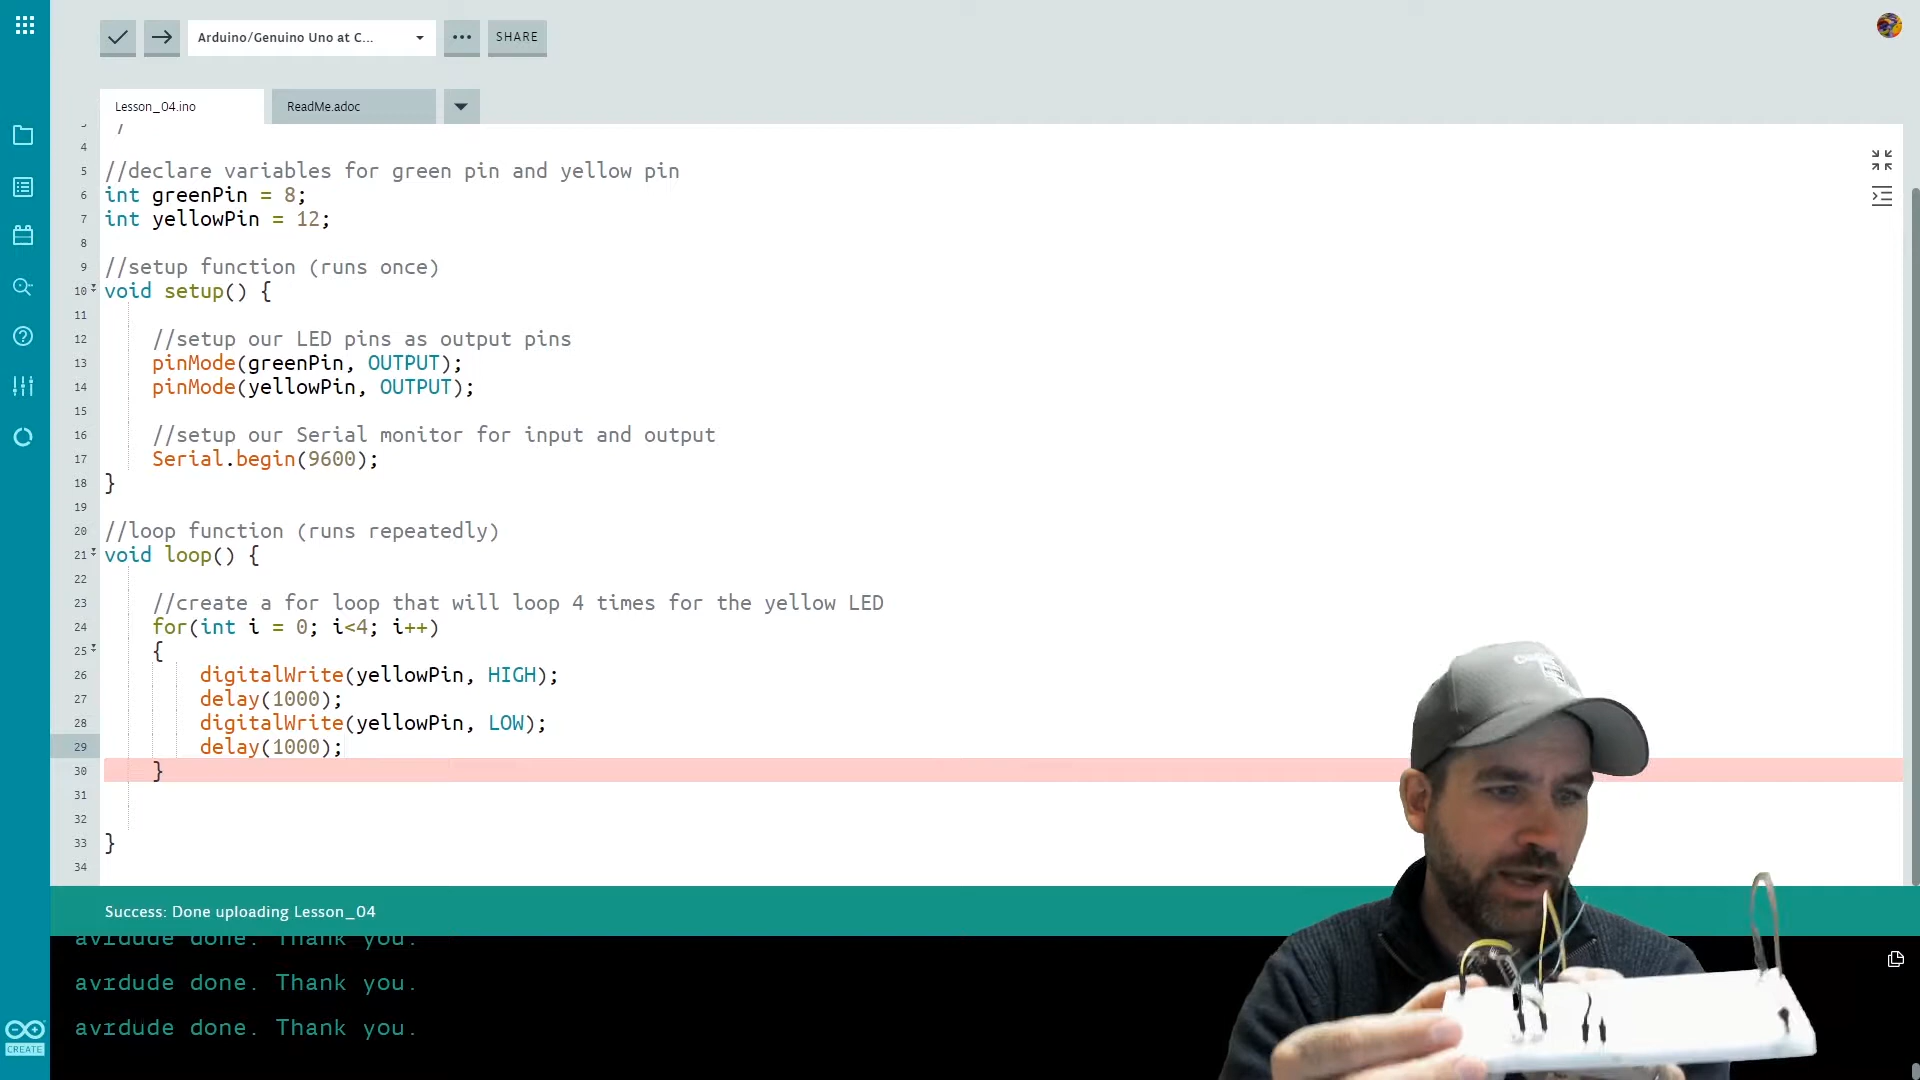 Arduino/Genuino Uno at C...
SHARE
Lesson_04.ino
ReadMe.adoc
4
5 //declare variables for green pin and yellow pin
6 int greenPin = 8;
7 int yellowPin = 12;
8
9 //setup function (runs once)
10 void setup() {
11
12 //setup our LED pins as output pins
13 pinMode(greenPin, OUTPUT);
14 pinMode(yellowPin, OUTPUT);
15
16 //setup our Serial monitor for input and output
17 Serial.begin(9600);
18 }
19
20 //loop function (runs repeatedly)
21 void loop() {
22
23 //create a for loop that will loop 4 times for the yellow LED
24 for(int i = 0; i<4; i++)
25 {
26 digitalWrite(yellowPin, HIGH);
27 delay(1000);
28 digitalWrite(yellowPin, LOW);
29 delay(1000);
30 }
31
32
33 }
34
Success: Done uploading Lesson_04
avrdude done. Thank you.
avrdude done. Thank you.
avrdude done. Thank you.
CREATE